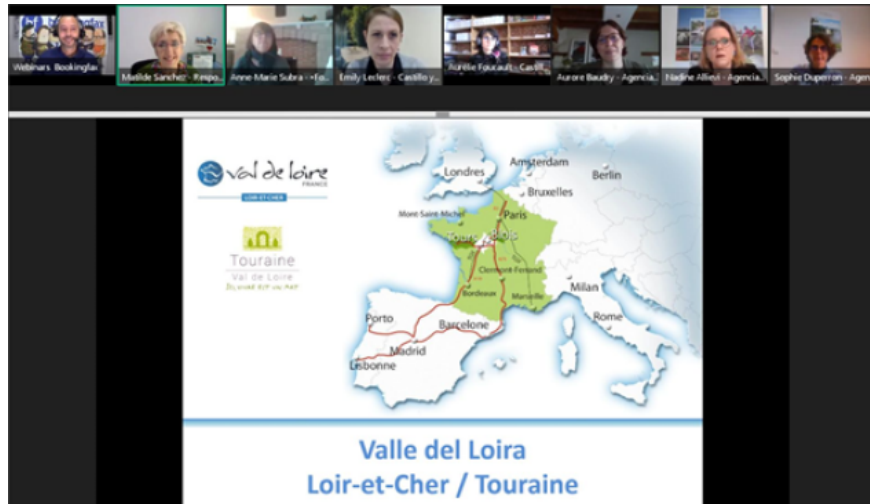 Webinars Bookingfax
Matilde Sanchez - Respo...
Anne-Marie Subra - »Fo...
Emily Leclerc - Castillo y...
Aurélie Foucault - Castill...
Aurore Baudry - Agencia...
Nadine Allievi - Agencia...
Sophie Duperron - Agen
val de loire
FRANCE
LOIR-ET-CHER
Touraine
Val de Loire
Londres
Amsterdam
Berlin
Bruxelles
Mont-Saint-Michel
Paris
Tours
Blois
Clermont-Ferrand
Bordeaux
Marseille
Milan
Porto
Barcelone
Rome
Madrid
Lisbonne
Valle del Loira
Loir-et-Cher / Touraine